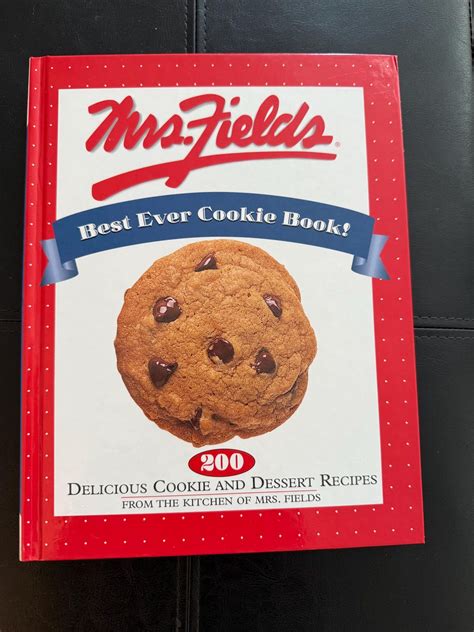 Mrs. Fields®
Best Ever Cookie Book!
200
DELICIOUS COOKIE AND DESSERT RECIPES
FROM THE KITCHEN OF MRS. FIELDS